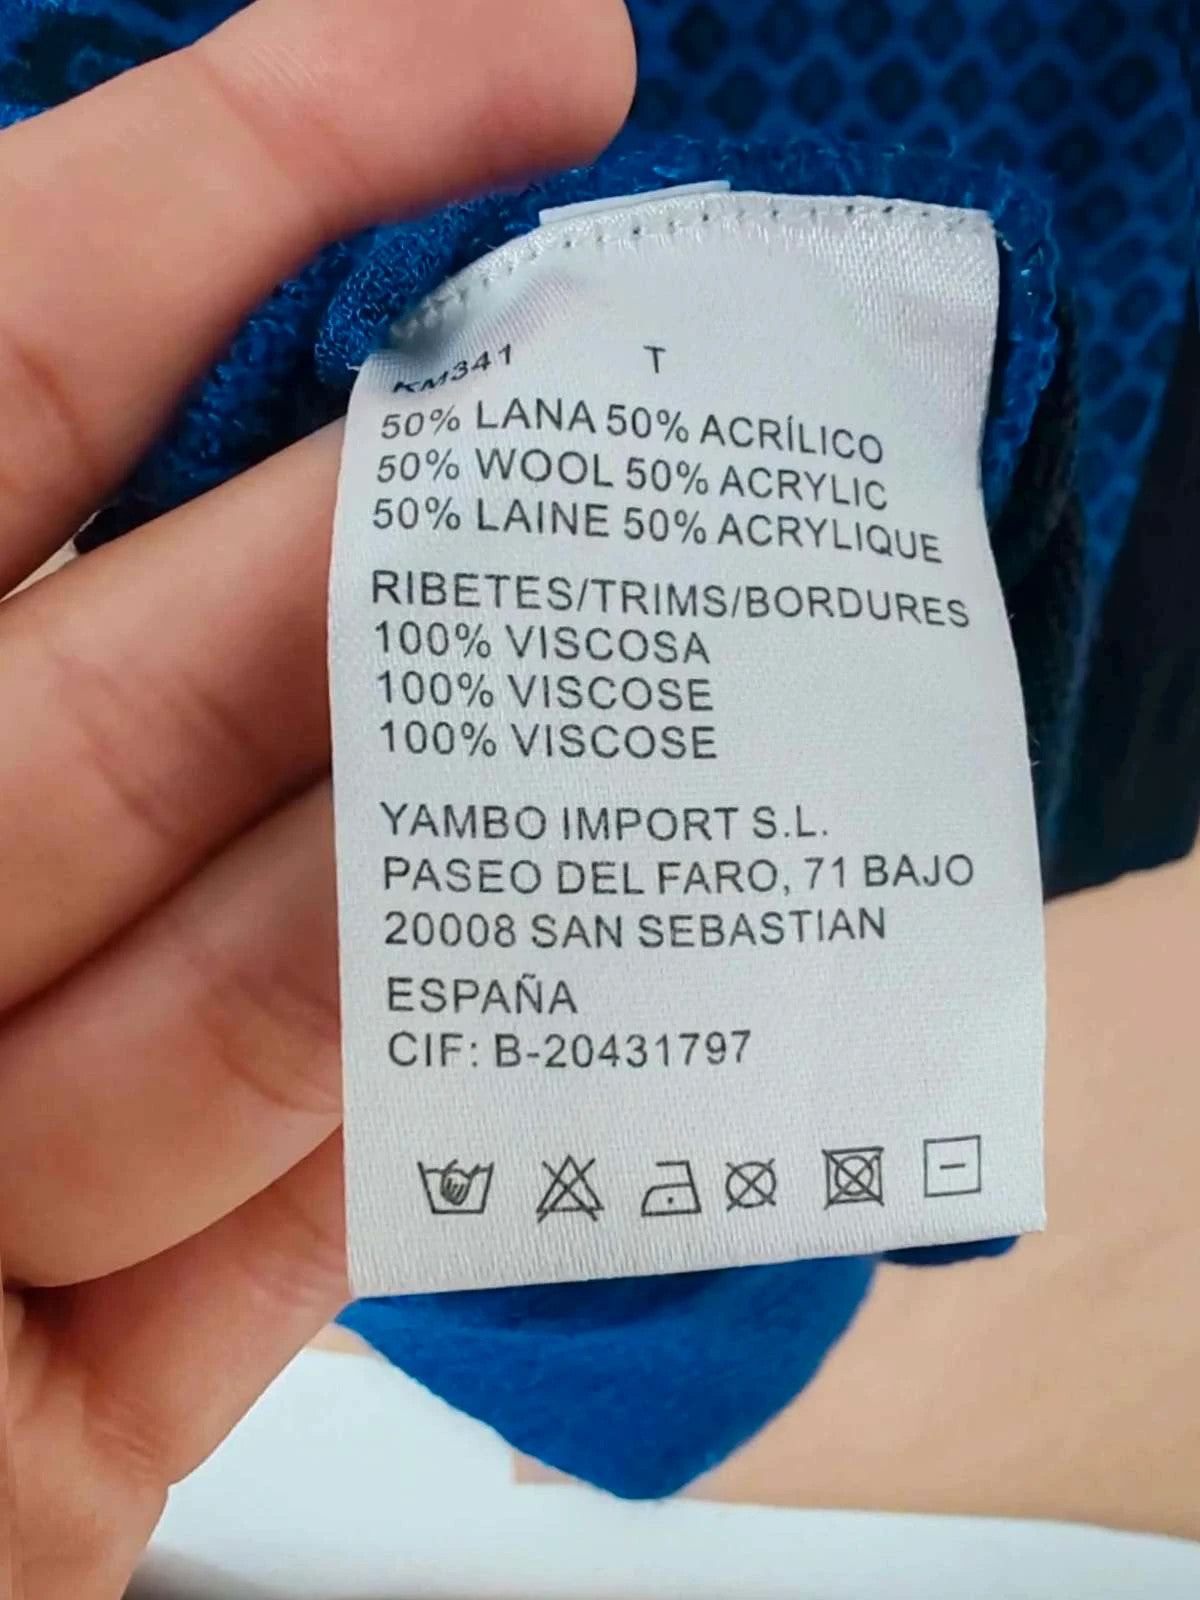 KM341 T
50% LANA 50% ACRÍLICO
50% WOOL 50% ACRYLIC
50% LAINE 50% ACRYLIQUE
RIBETES/TRIMS/BORDURES
100% VISCOSA
100% VISCOSE
100% VISCOSE
YAMBO IMPORT S.L.
PASEO DEL FARO, 71 BAJO
20008 SAN SEBASTIAN
ESPAÑA
CIF: B-20431797